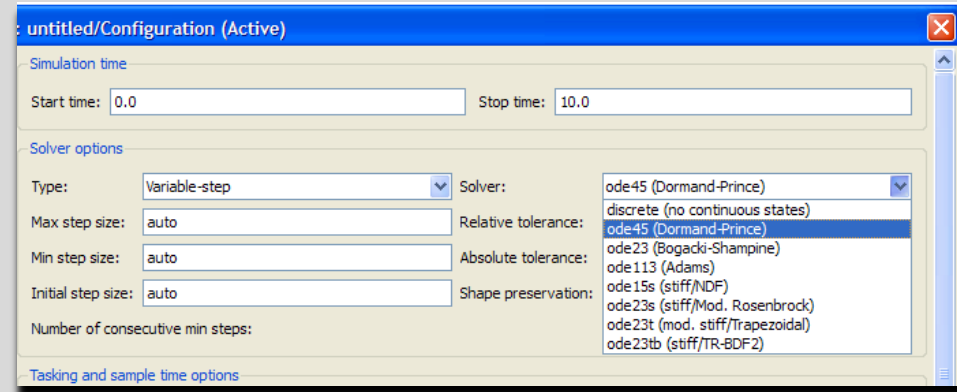 : untitled/Configuration (Active)
Simulation time
Start time: 0.0 Stop time: 10.0
Solver options
Type: Variable-step Solver: ode45 (Dormand-Prince)
Max step size: auto Relative tolerance: discrete (no continuous states)
ode45 (Dormand-Prince)
ode23 (Bogacki-Shampine)
Min step size: auto Absolute tolerance: ode113 (Adams)
ode15s (stiff/NDF)
Initial step size: auto Shape preservation: ode23s (stiff/Mod. Rosenbrock)
ode23t (mod. stiff/Trapezoidal)
Number of consecutive min steps: ode23tb (stiff/TR-BDF2)
Tasking and sample time options